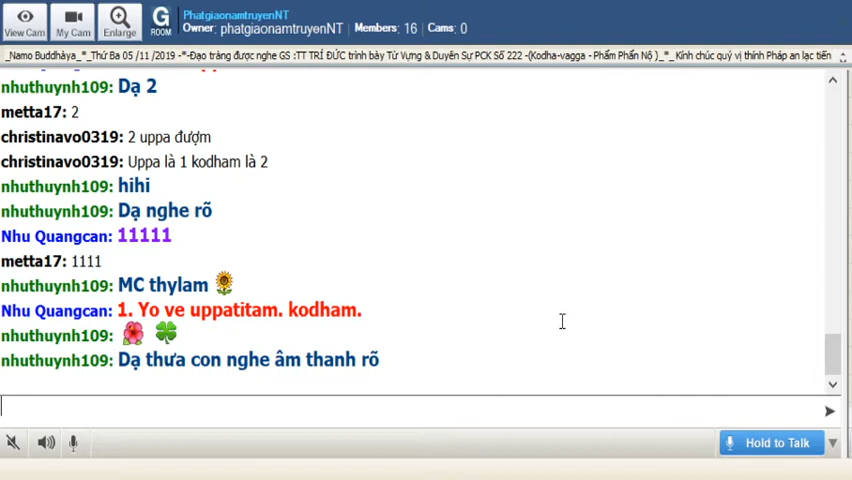 View Cam
My Cam
Enlarge
G
ROOM
PhatgiaonamtruyenNT
Owner: phatgiaonamtruyenNT Members: 16 Cams: 0
_Namo Buddhàya_*_Thứ Ba 05 /11 /2019 -*-Đạo tràng được nghe GS :TT TRÍ ĐỨC trình bày Từ Vựng & Duyên Sự PCK Số 222 -(Kodha-vagga - Phẩm Phẫn Nộ )_*_ Kính chúc quý vị thính Pháp an lạc tiến
nhuthuynh109: Dạ 2
metta17: 2
christinavo0319: 2 uppa đượm
christinavo0319: Uppa là 1 kodham là 2
nhuthuynh109: hihi
nhuthuynh109: Dạ nghe rõ
Nhu Quangcan: 11111
metta17: 1111
nhuthuynh109: MC thylam
Nhu Quangcan: 1. Yo ve uppatitam. kodham.
nhuthuynh109:
nhuthuynh109: Dạ thưa con nghe âm thanh rõ
Hold to Talk